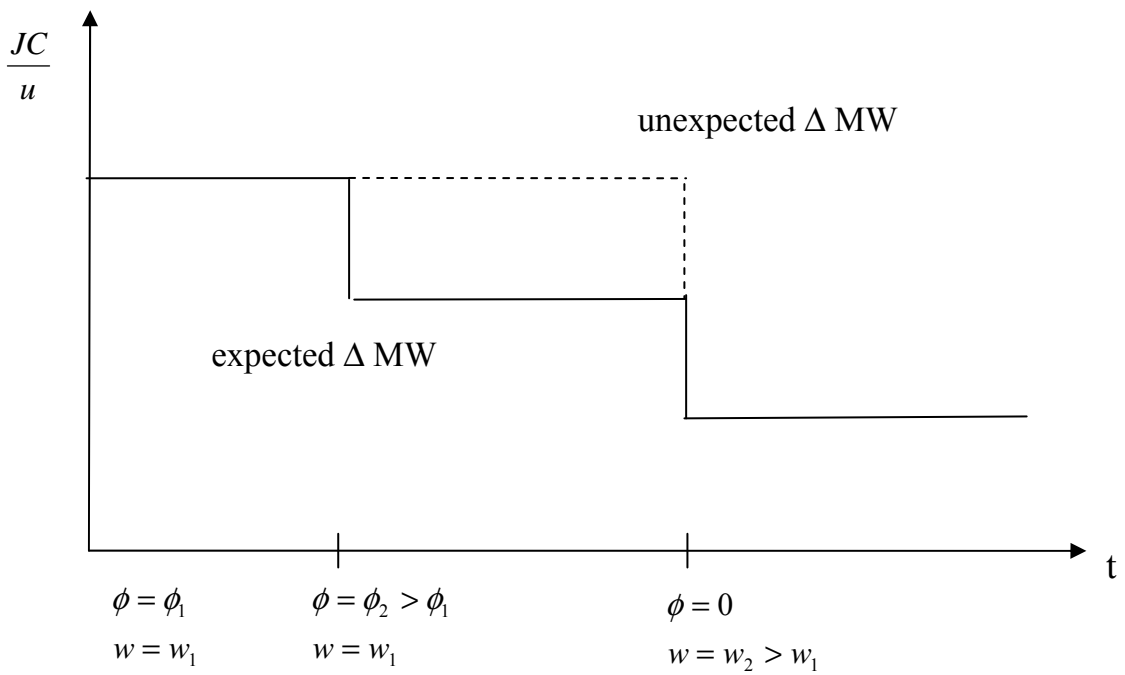 JC
u
unexpected Δ MW
expected Δ MW
t
ϕ = ϕ₁
w = w₁
ϕ = ϕ₂ > ϕ₁
w = w₁
ϕ = 0
w = w₂ > w₁